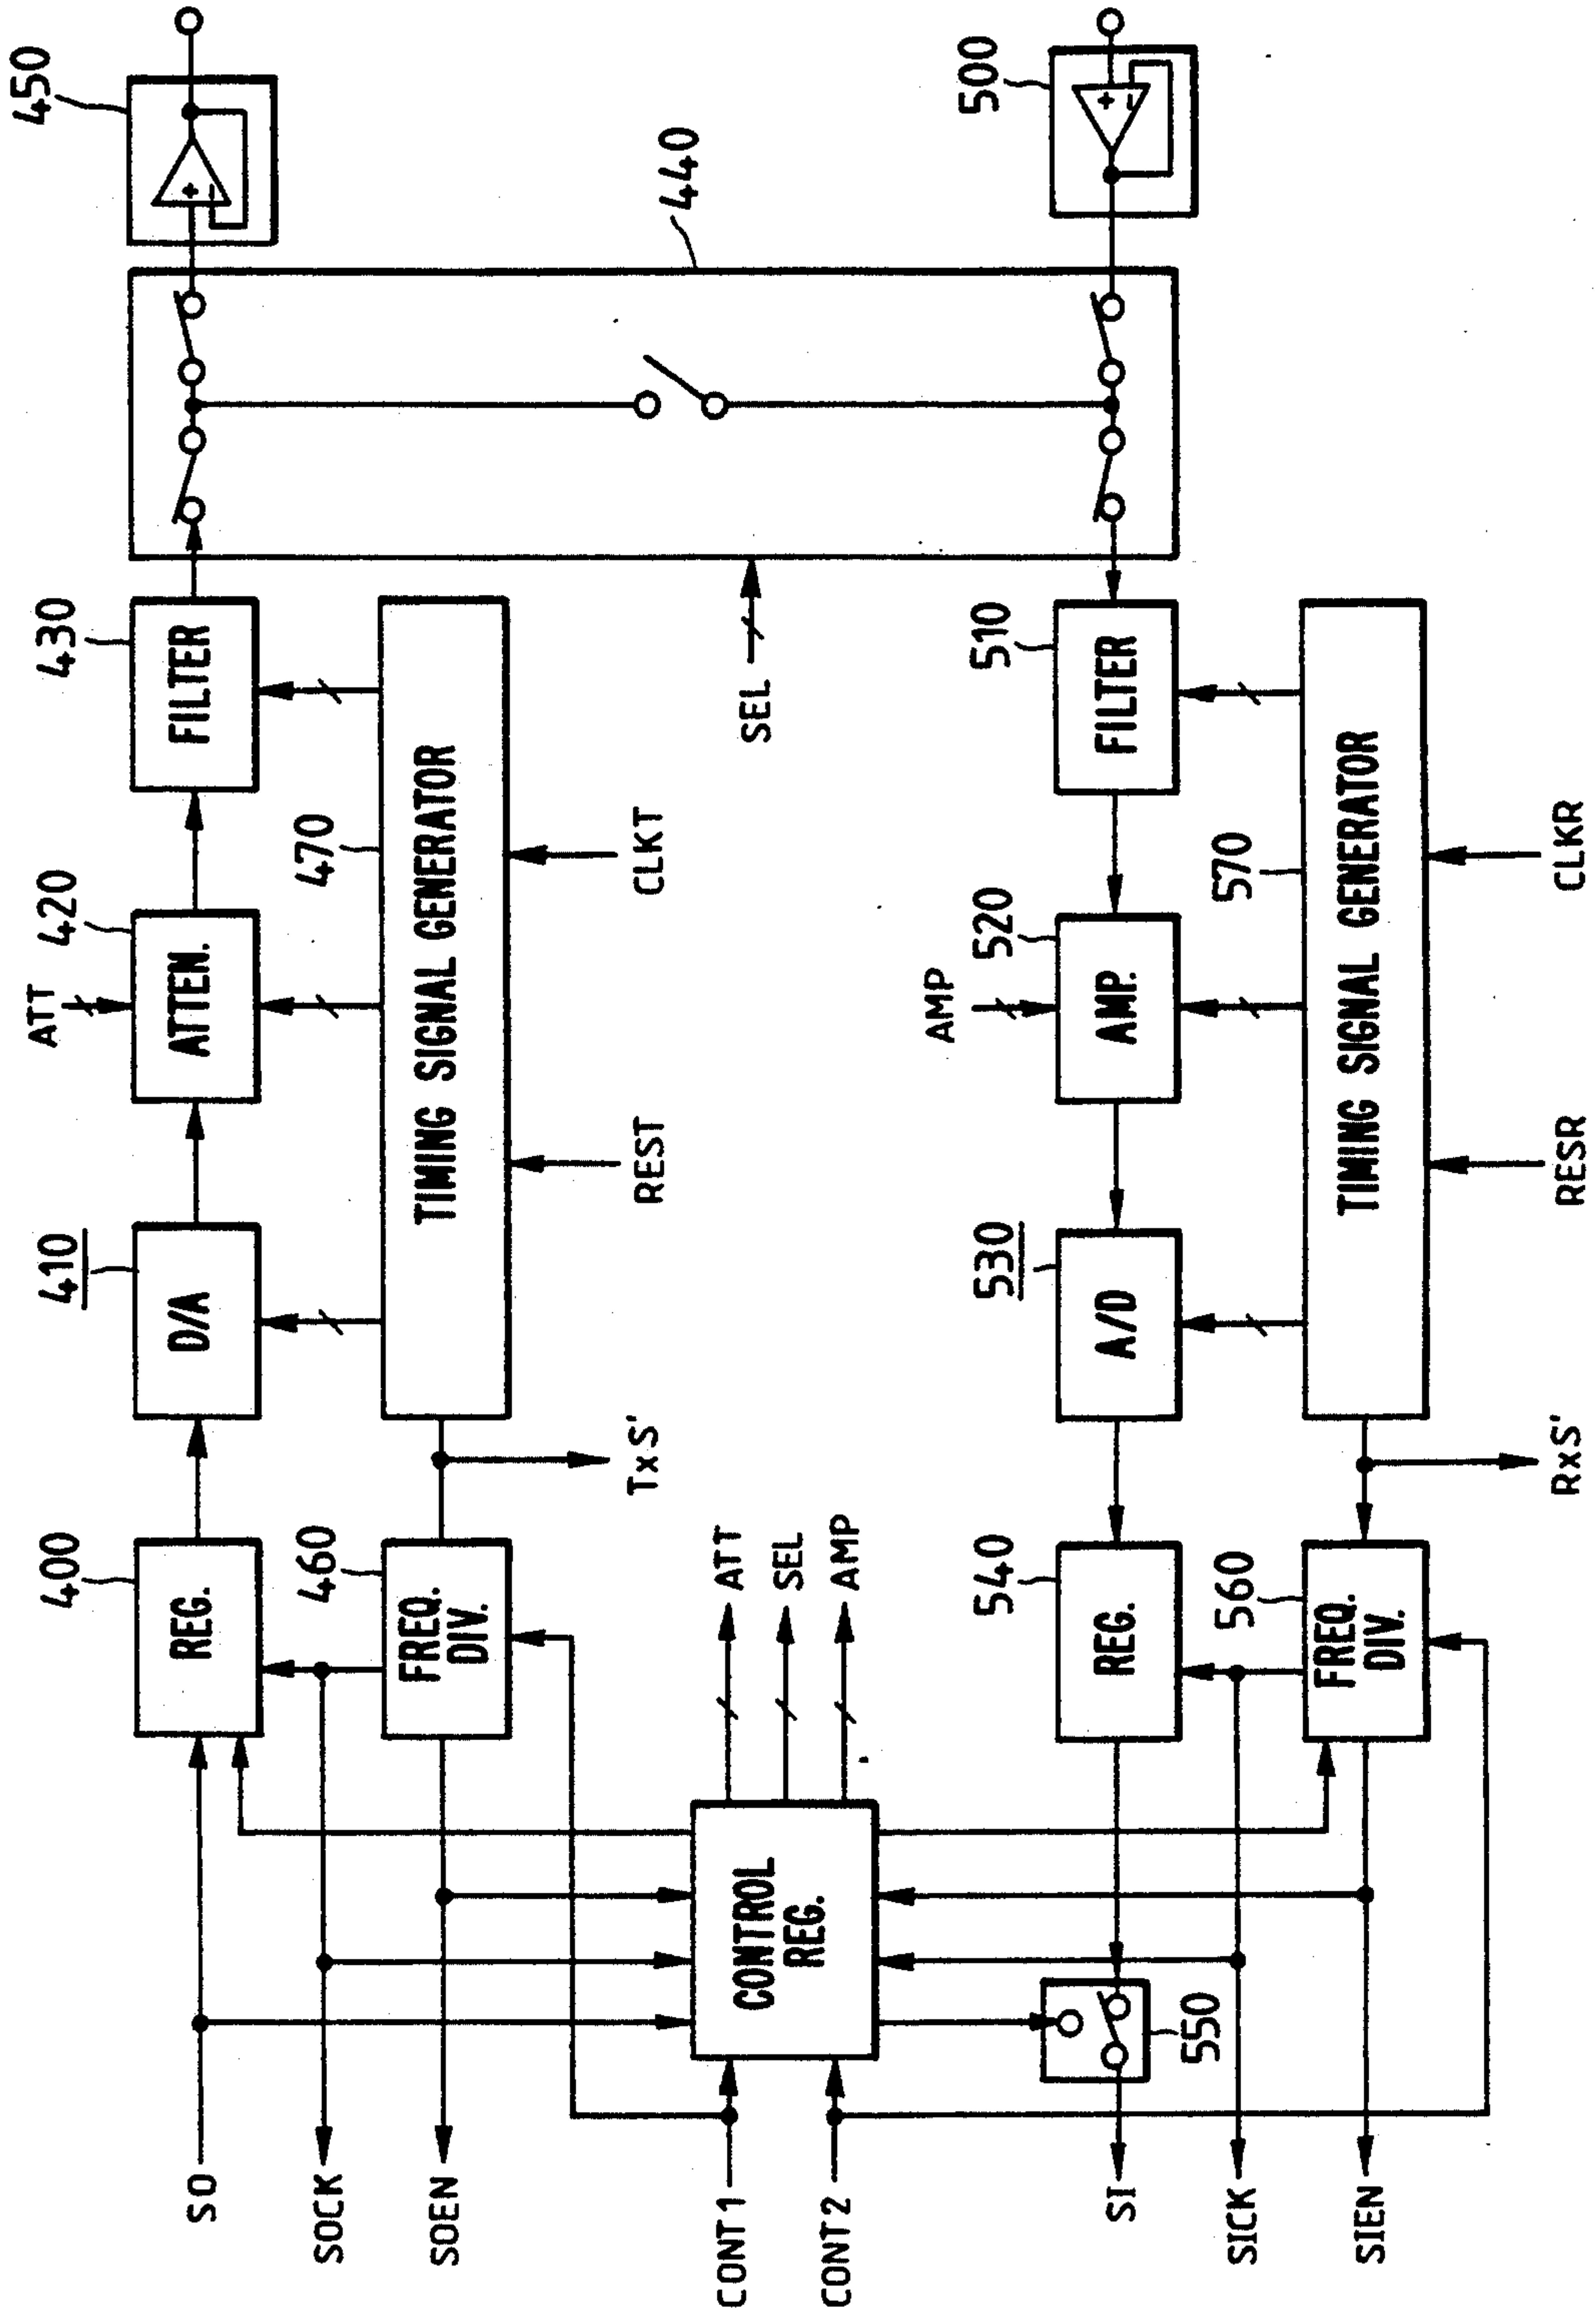 SO
SOCK
SOEN
CONT1
CONT2
SI
SICK
SIEN
400
REG.
410
D/A
ATT
420
ATTEN.
430
FILTER
450
+
−
460
FREQ.
DIV.
470
TIMING SIGNAL GENERATOR
TxS'
REST
CLKT
440
SEL
CONTROL
REG.
ATT
SEL
AMP
550
540
REG.
530
A/D
AMP
520
AMP.
510
FILTER
500
+
−
560
FREQ.
DIV.
570
TIMING SIGNAL GENERATOR
RxS'
RESR
CLKR